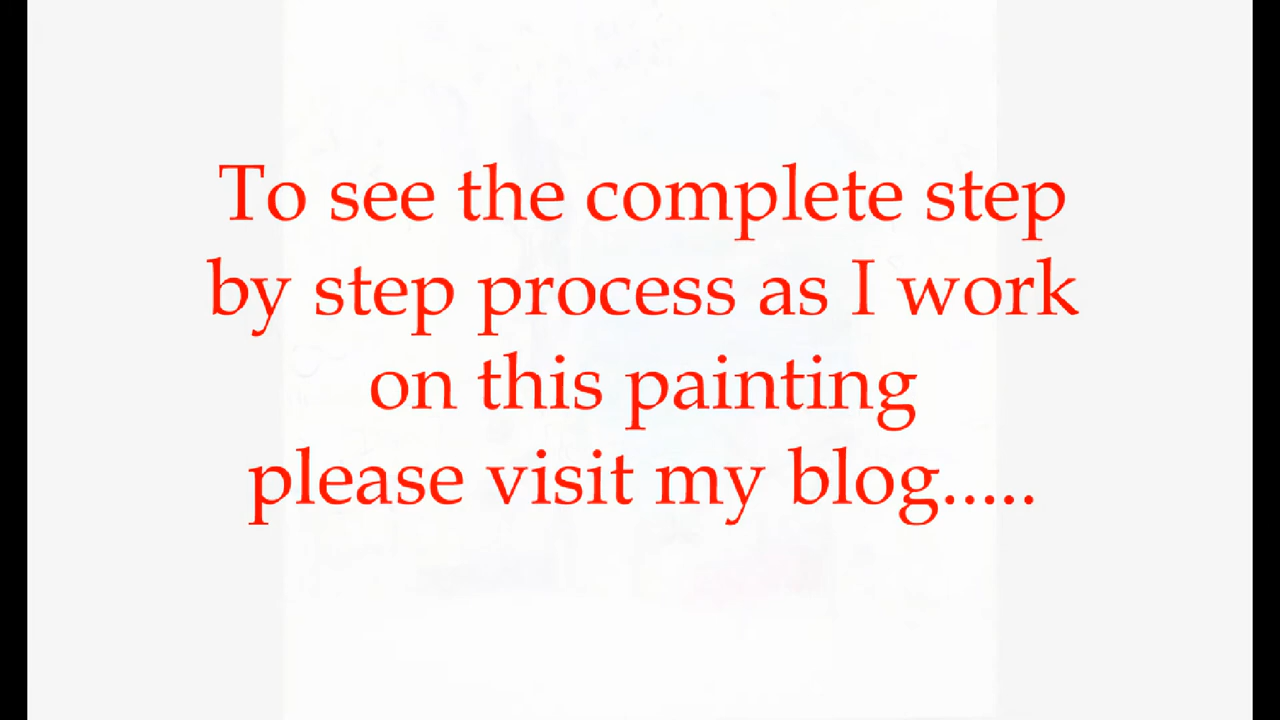 To see the complete step
by step process as I work
on this painting
please visit my blog.....